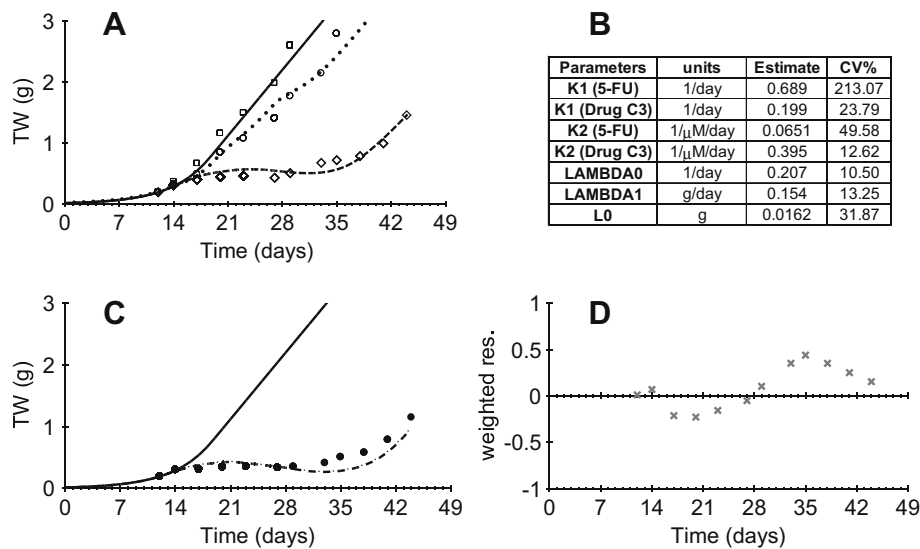 A
3
2
1
0
TW (g)
0 7 14 21 28 35 42 49
Time (days)
B
Parameters units Estimate CV%
K1 (5-FU) 1/day 0.689 213.07
K1 (Drug C3) 1/day 0.199 23.79
K2 (5-FU) 1/μM/day 0.0651 49.58
K2 (Drug C3) 1/μM/day 0.395 12.62
LAMBDA0 1/day 0.207 10.50
LAMBDA1 g/day 0.154 13.25
L0 g 0.0162 31.87
C
3
2
1
0
TW (g)
0 7 14 21 28 35 42 49
Time (days)
D
1
0.5
0
-0.5
-1
weighted res.
0 7 14 21 28 35 42 49
Time (days)